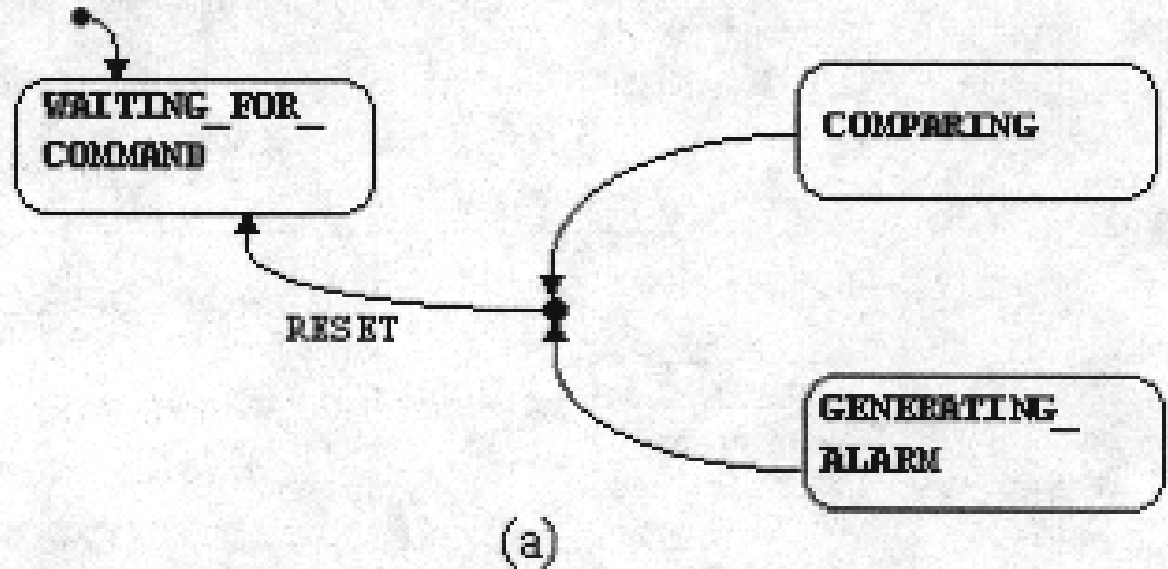 WAITING_FOR_
COMMAND
COMPARING
RESET
GENERATING_
ALARM
(a)